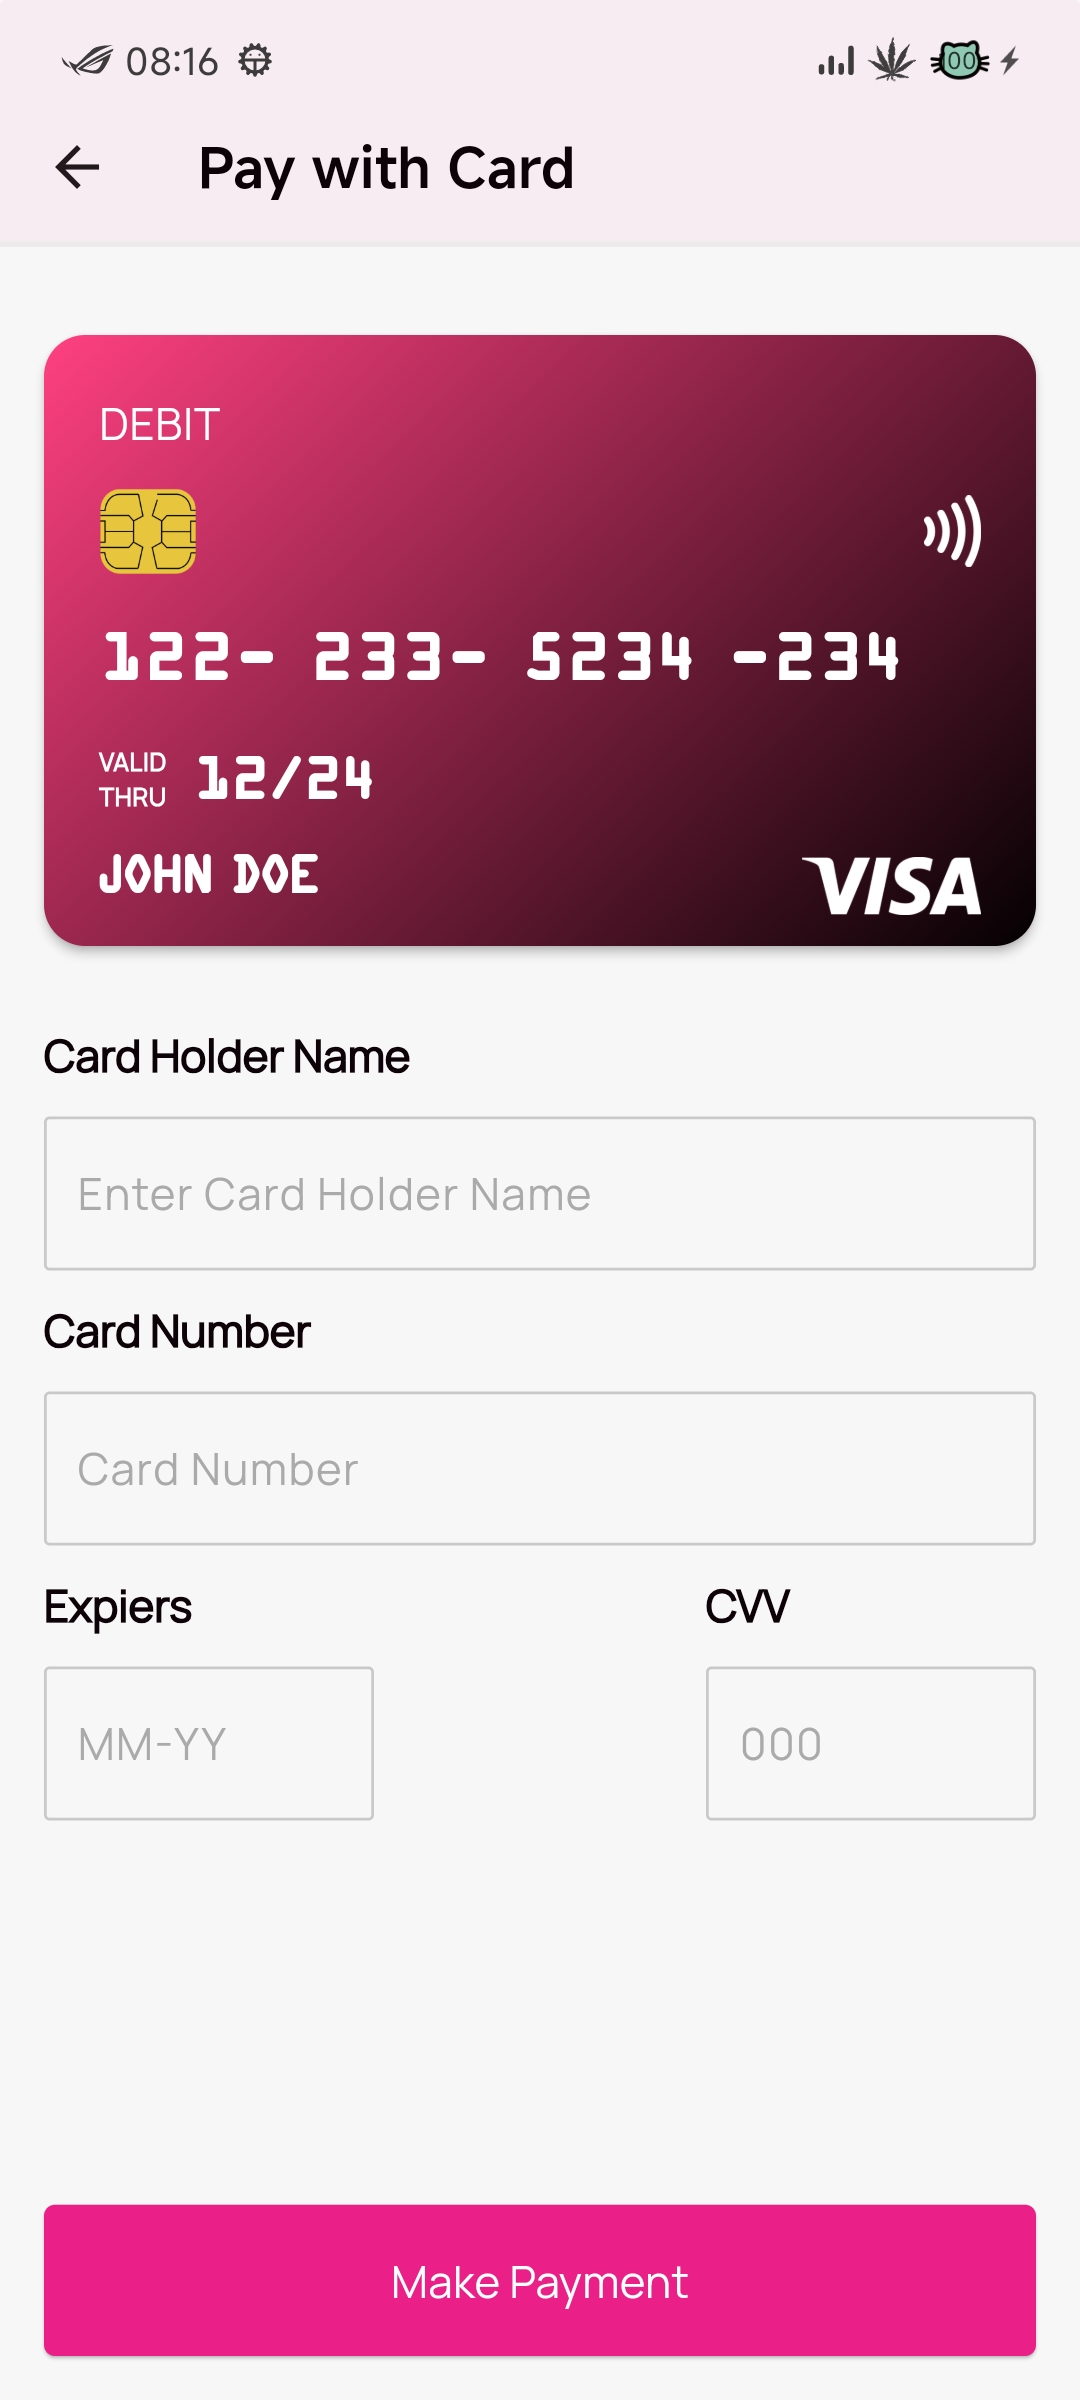 08:16
Pay with Card
DEBIT
122- 233- 5234 -234
VALID
THRU
12/24
JOHN DOE
VISA
Card Holder Name
Enter Card Holder Name
Card Number
Card Number
Expiers
CVV
MM-YY
000
Make Payment